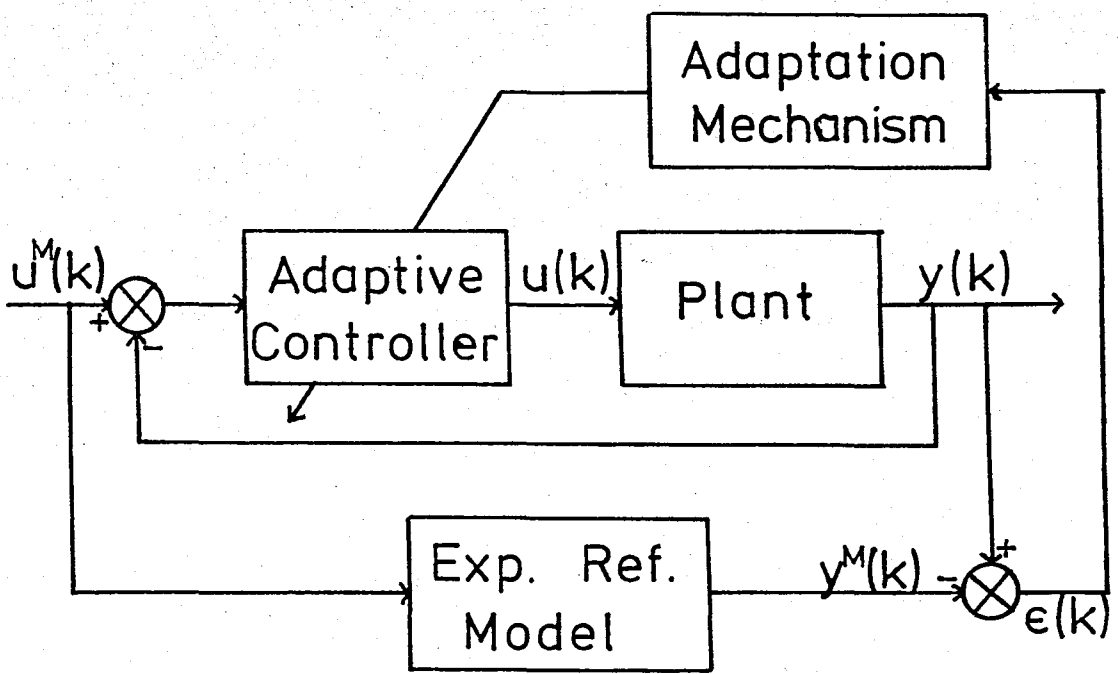 Adaptation
Mechanism
u^M(k)
+
-
Adaptive
Controller
u(k)
Plant
y(k)
Exp. Ref.
Model
y^M(k)
-
+
ϵ(k)